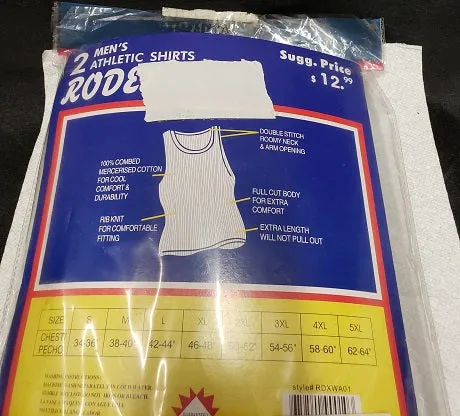 2 MEN'S
ATHLETIC SHIRTS
Sugg. Price
$ 12.99
RODE
DOUBLE STITCH
ROOMY NECK
& ARM OPENING
100% COMBED
MERCERISED COTTON
FOR COOL
COMFORT &
DURABILITY
FULL CUT BODY
FOR EXTRA
COMFORT
RIB KNIT
FOR COMFORTABLE
FITTING
EXTRA LENGTH
WILL NOT PULL OUT
SIZE S M L XL 3XL 4XL 5XL
CHEST 34-36" 38-40" 42-44" 46-48" 54-56" 58-60" 62-64"
PECHO
WASHING INSTRUCTIONS:
style# RDXWA01
GUARANTEED